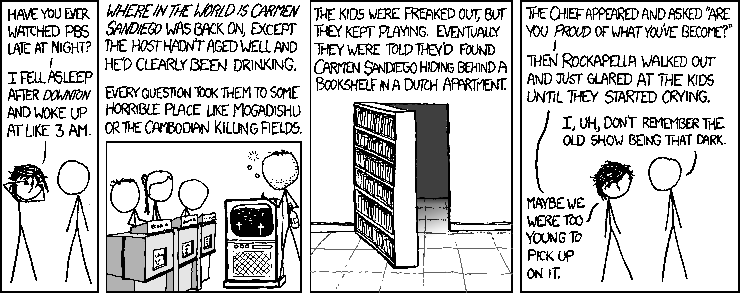 HAVE YOU EVER
WATCHED PBS
LATE AT NIGHT?
I FELL ASLEEP
AFTER DOWNTON
AND WOKE UP
AT LIKE 3 AM.
WHERE IN THE WORLD IS CARMEN
SANDIEGO WAS BACK ON, EXCEPT
THE HOST HADN'T AGED WELL AND
HE'D CLEARLY BEEN DRINKING.
EVERY QUESTION TOOK THEM TO SOME
HORRIBLE PLACE LIKE MOGADISHU
OR THE CAMBODIAN KILLING FIELDS.
THE KIDS WERE FREAKED OUT, BUT
THEY KEPT PLAYING. EVENTUALLY
THEY WERE TOLD THEY'D FOUND
CARMEN SANDIEGO HIDING BEHIND A
BOOKSHELF IN A DUTCH APARTMENT.
THE CHIEF APPEARED AND ASKED "ARE
YOU PROUD OF WHAT YOU'VE BECOME?"
THEN ROCKAPELLA WALKED OUT
AND JUST GLARED AT THE KIDS
UNTIL THEY STARTED CRYING.
I, UH, DON'T REMEMBER THE
OLD SHOW BEING THAT DARK.
MAYBE WE
WERE TOO
YOUNG TO
PICK UP
ON IT.